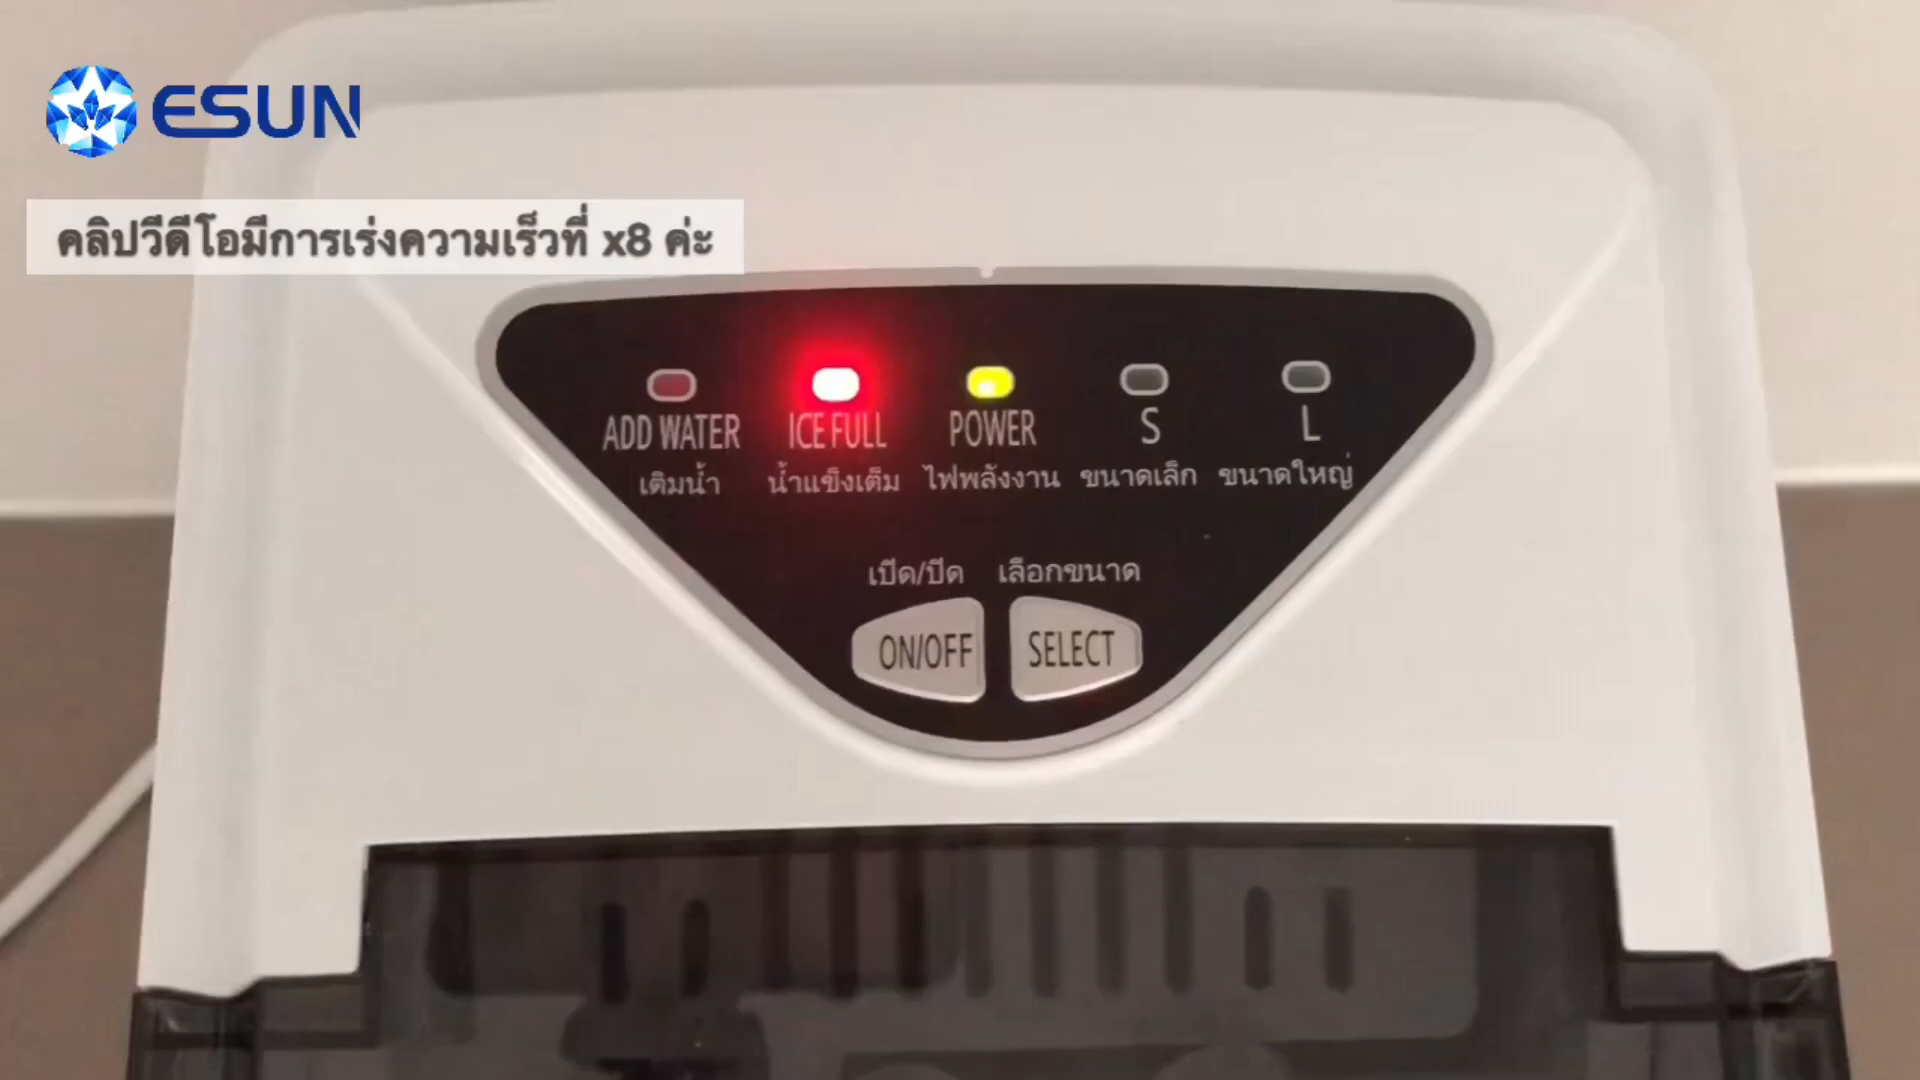 ESUN
คลิปวีดีโอมีการเร่งความเร็วที่ x8 ค่ะ
ADD WATER ICE FULL POWER S L
เติมน้ำ น้ำแข็งเต็ม ไฟพลังงาน ขนาดเล็ก ขนาดใหญ่
เปิด/ปิด เลือกขนาด
ON/OFF SELECT